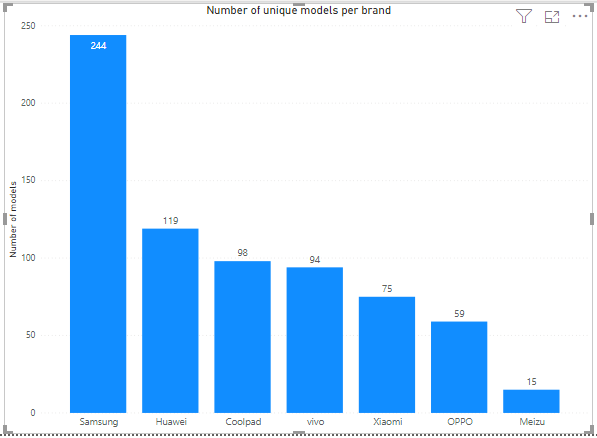 Number of unique models per brand
Number of models
250
200
150
100
50
0
244
119
98
94
75
59
15
Samsung
Huawei
Coolpad
vivo
Xiaomi
OPPO
Meizu